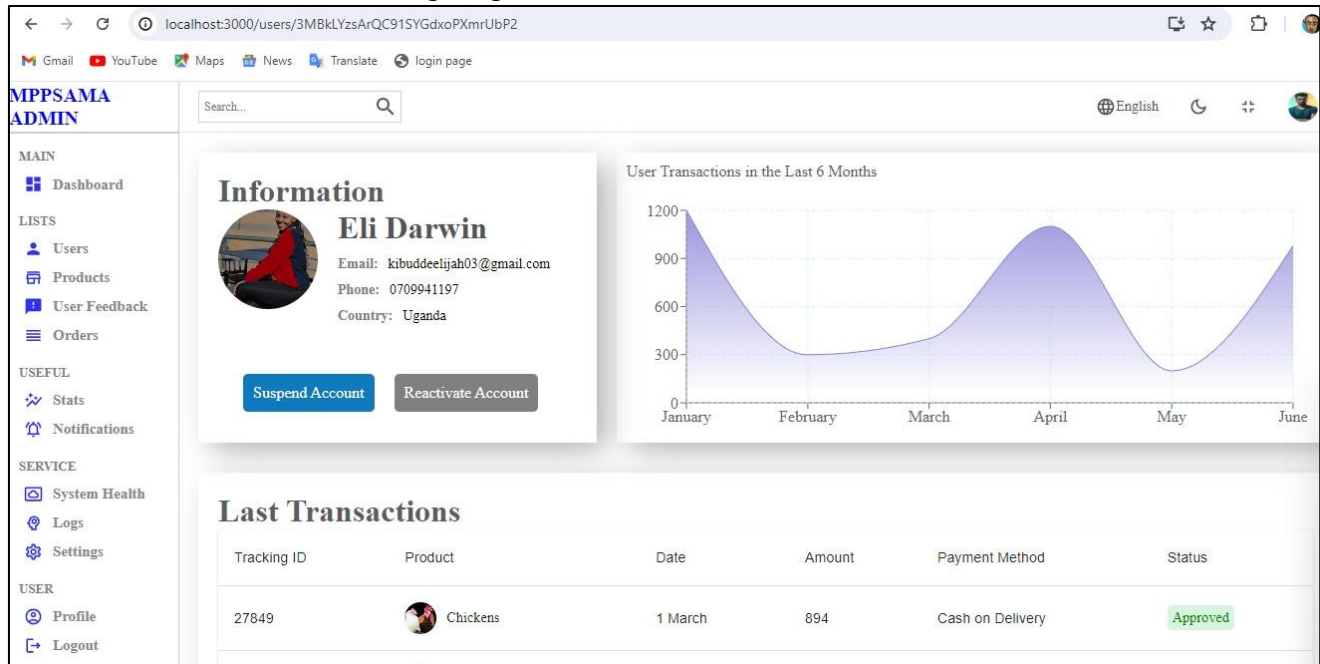 localhost:3000/users/3MBkLYzsArQC91SYGdxoPXmrUbP2
Gmail YouTube Maps News Translate login page
MPPSAMA
ADMIN
Search...
English
MAIN
Dashboard
LISTS
Users
Products
User Feedback
Orders
USEFUL
Stats
Notifications
SERVICE
System Health
Logs
Settings
USER
Profile
Logout
Information
Eli Darwin
Email: kibuddeelijah03@gmail.com
Phone: 0709941197
Country: Uganda
Suspend Account Reactivate Account
User Transactions in the Last 6 Months
1200
900
600
300
0
January February March April May June
Last Transactions
Tracking ID Product Date Amount Payment Method Status
27849 Chickens 1 March 894 Cash on Delivery Approved